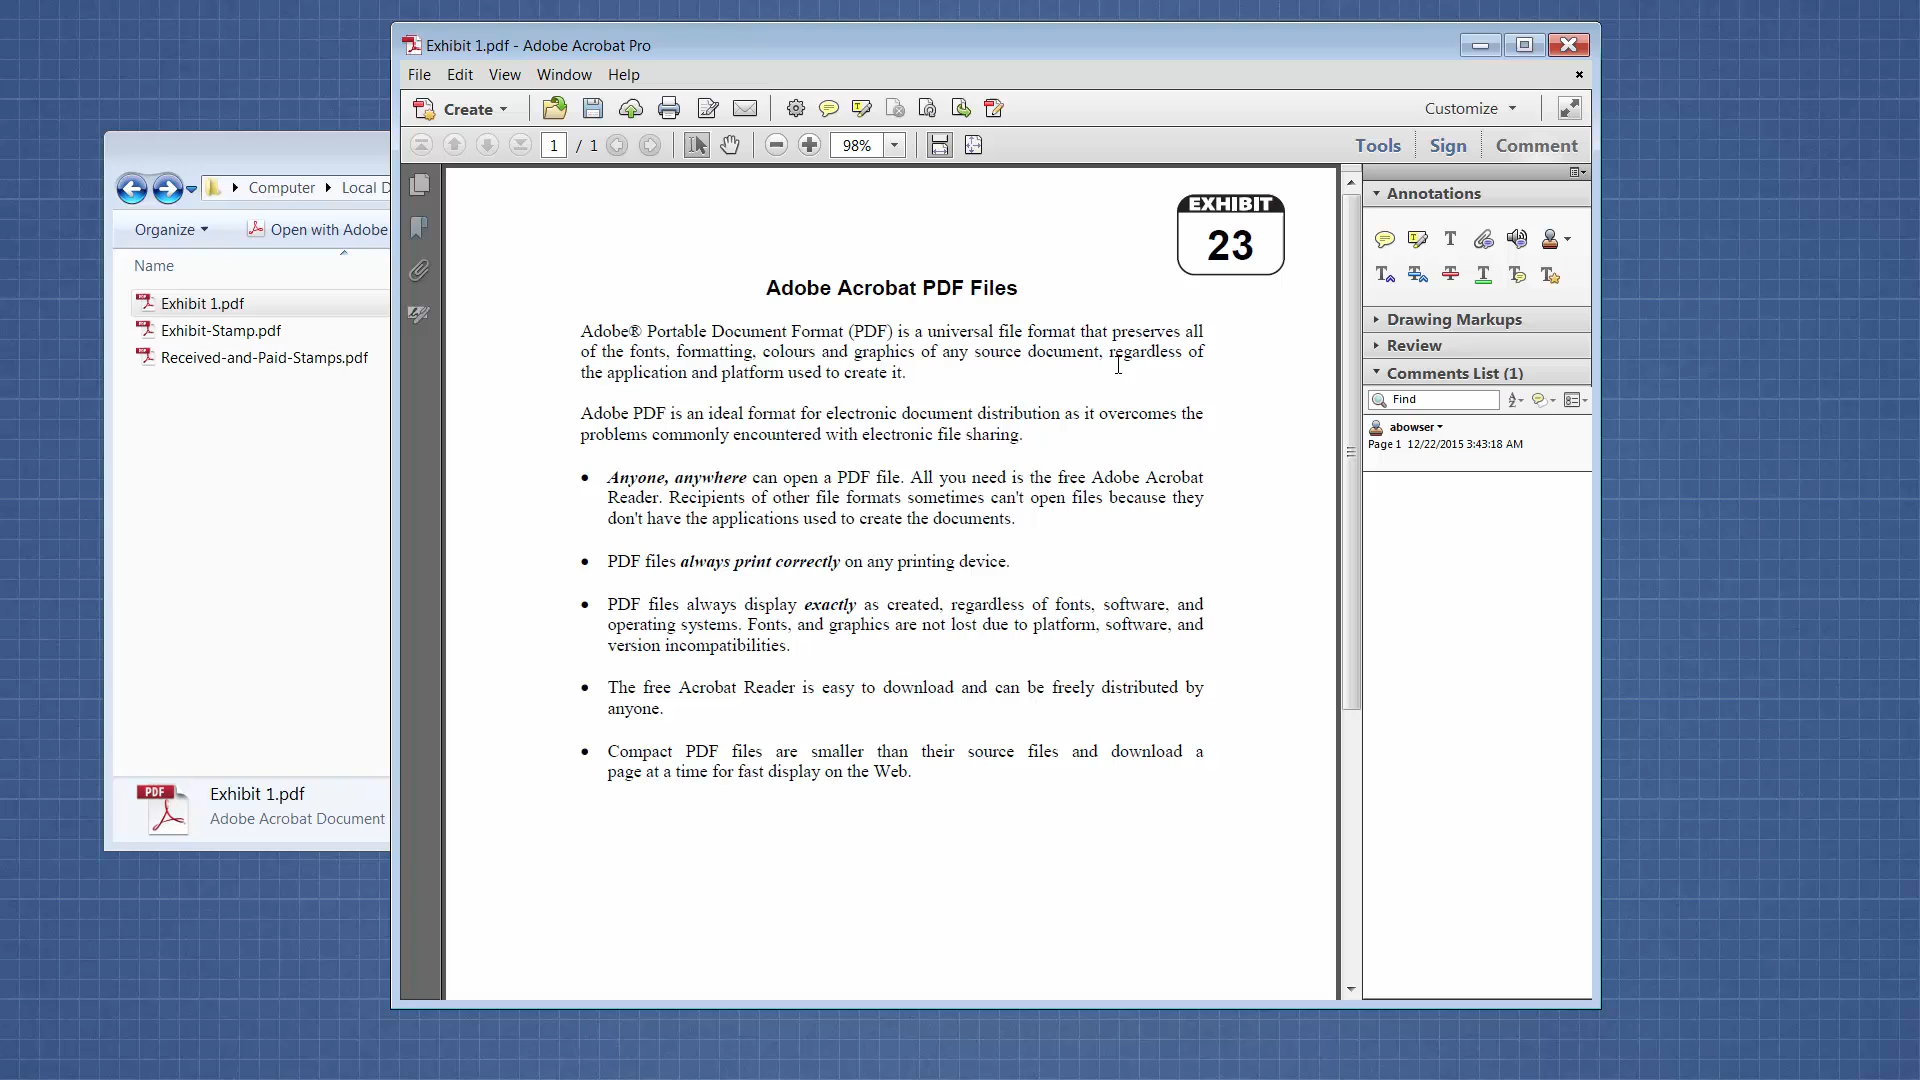 Exhibit 1.pdf - Adobe Acrobat Pro
File Edit View Window Help
Create
Customize
1 / 1
98%
Tools Sign Comment
Computer Local D
Organize Open with Adobe
Name
Exhibit 1.pdf
Exhibit-Stamp.pdf
Received-and-Paid-Stamps.pdf
PDF
Exhibit 1.pdf
Adobe Acrobat Document
EXHIBIT
23
Adobe Acrobat PDF Files
Adobe® Portable Document Format (PDF) is a universal file format that preserves all
of the fonts, formatting, colours and graphics of any source document, regardless of
the application and platform used to create it.
Adobe PDF is an ideal format for electronic document distribution as it overcomes the
problems commonly encountered with electronic file sharing.
• Anyone, anywhere can open a PDF file. All you need is the free Adobe Acrobat
Reader. Recipients of other file formats sometimes can't open files because they
don't have the applications used to create the documents.
• PDF files always print correctly on any printing device.
• PDF files always display exactly as created, regardless of fonts, software, and
operating systems. Fonts, and graphics are not lost due to platform, software, and
version incompatibilities.
• The free Acrobat Reader is easy to download and can be freely distributed by
anyone.
• Compact PDF files are smaller than their source files and download a
page at a time for fast display on the Web.
Annotations
Drawing Markups
Review
Comments List (1)
Find
abowser
Page 1 12/22/2015 3:43:18 AM